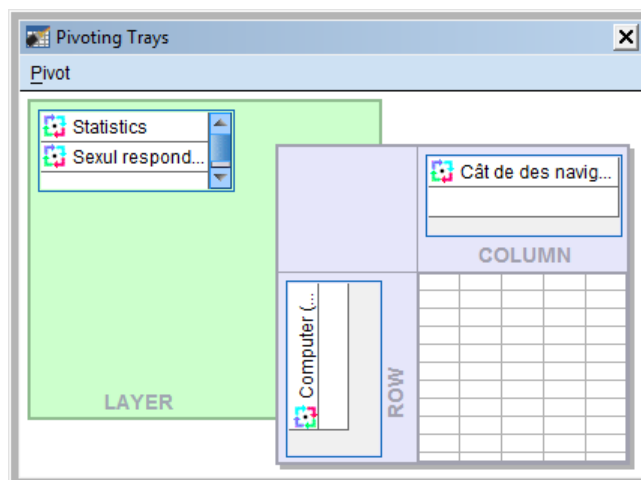 Pivoting Trays
Pivot
Statistics
Sexul respond...
Cât de des navig...
COLUMN
Computer (...
ROW
LAYER